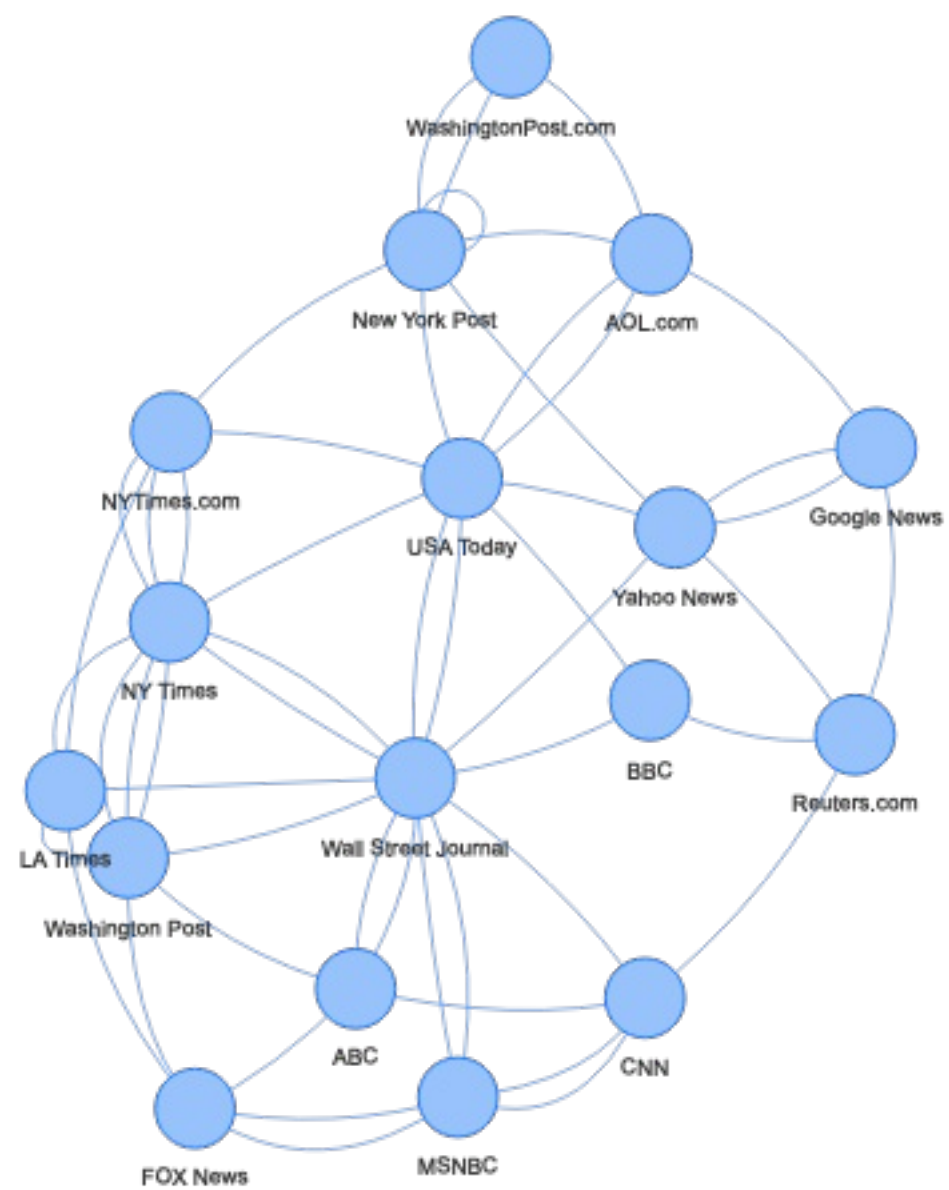 WashingtonPost.com
New York Post
AOL.com
NYTimes.com
Google News
USA Today
Yahoo News
NY Times
BBC
Reuters.com
Wall Street Journal
LA Times
Washington Post
ABC
CNN
MSNBC
FOX News